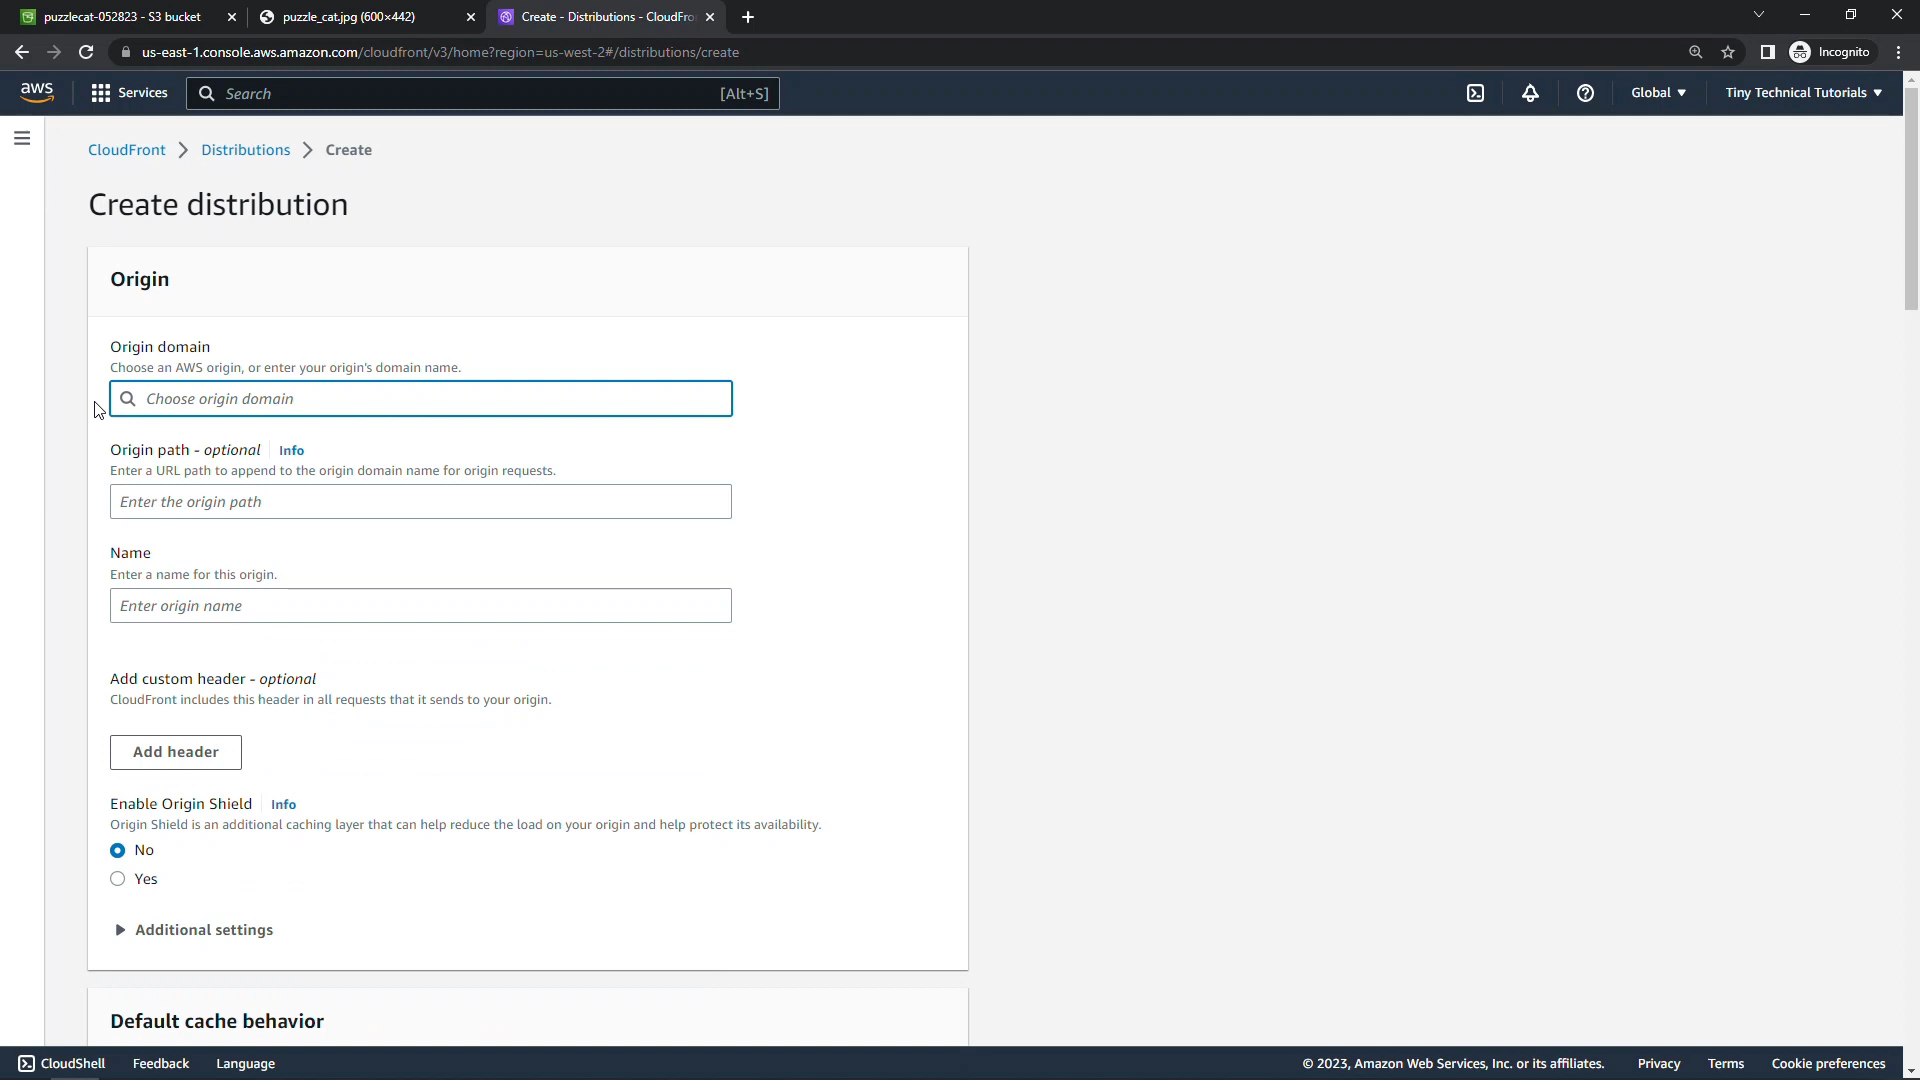 puzzlecat-052823 - S3 bucket
puzzle_cat.jpg (600×442)
Create - Distributions - CloudFro
us-east-1.console.aws.amazon.com/cloudfront/v3/home?region=us-west-2#/distributions/create
Incognito
aws
Services
Search
[Alt+S]
Global
Tiny Technical Tutorials
CloudFront
Distributions
Create
Create distribution
Origin
Origin domain
Choose an AWS origin, or enter your origin's domain name.
Choose origin domain
Origin path - optional Info
Enter a URL path to append to the origin domain name for origin requests.
Enter the origin path
Name
Enter a name for this origin.
Enter origin name
Add custom header - optional
CloudFront includes this header in all requests that it sends to your origin.
Add header
Enable Origin Shield Info
Origin Shield is an additional caching layer that can help reduce the load on your origin and help protect its availability.
No
Yes
Additional settings
Default cache behavior
CloudShell
Feedback
Language
© 2023, Amazon Web Services, Inc. or its affiliates.
Privacy
Terms
Cookie preferences